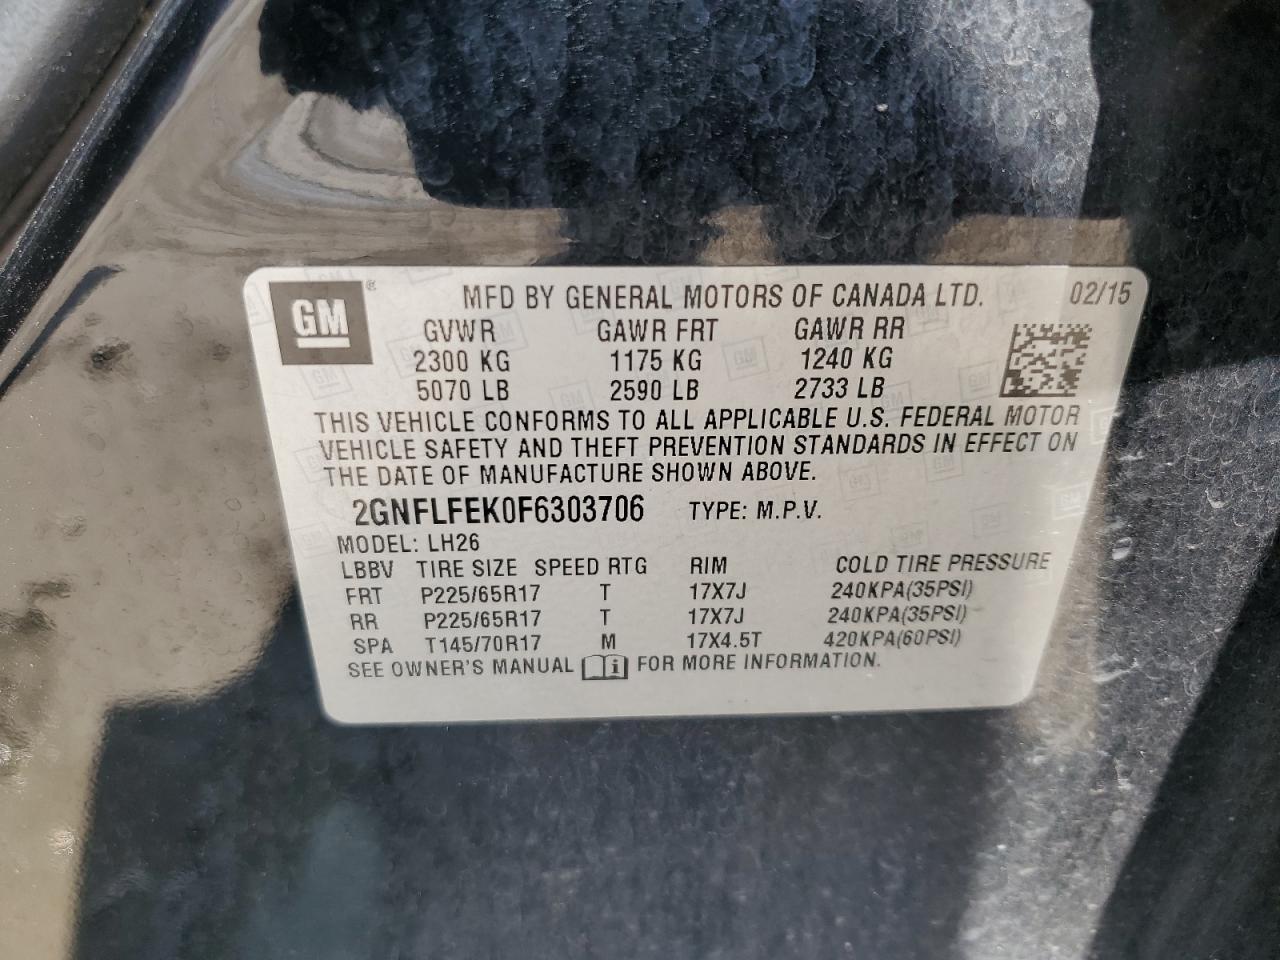 GM ® MFD BY GENERAL MOTORS OF CANADA LTD. 02/15
GVWR GAWR FRT GAWR RR
2300 KG 1175 KG 1240 KG
5070 LB 2590 LB 2733 LB
THIS VEHICLE CONFORMS TO ALL APPLICABLE U.S. FEDERAL MOTOR
VEHICLE SAFETY AND THEFT PREVENTION STANDARDS IN EFFECT ON
THE DATE OF MANUFACTURE SHOWN ABOVE.
2GNFLFEK0F6303706 TYPE: M.P.V.
MODEL: LH26
LBBV TIRE SIZE SPEED RTG RIM COLD TIRE PRESSURE
FRT P225/65R17 T 17X7J 240KPA(35PSI)
RR P225/65R17 T 17X7J 240KPA(35PSI)
SPA T145/70R17 M 17X4.5T 420KPA(60PSI)
SEE OWNER'S MANUAL i FOR MORE INFORMATION.